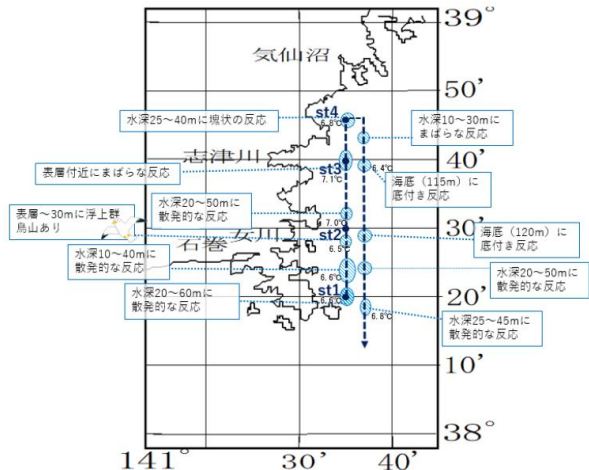 39°
気仙沼
50'
水深25～40mに塊状の反応
st4
6.8℃
水深10～30mに
まばらな反応
志津川
40'
表層付近にまばらな反応
st3
7.1℃
6.4℃
海底（115m）に
底付き反応
水深20～50mに
散発的な反応
表層～30mに浮上群
鳥山あり
7.0℃
30'
女川
石巻
st2
6.5℃
海底（120m）に
底付き反応
水深10～40mに
散発的な反応
6.6℃
水深20～50mに
散発的な反応
水深20～60mに
散発的な反応
st1
20'
6.8℃
水深25～45mに
散発的な反応
10'
38°
141°
30'
40'